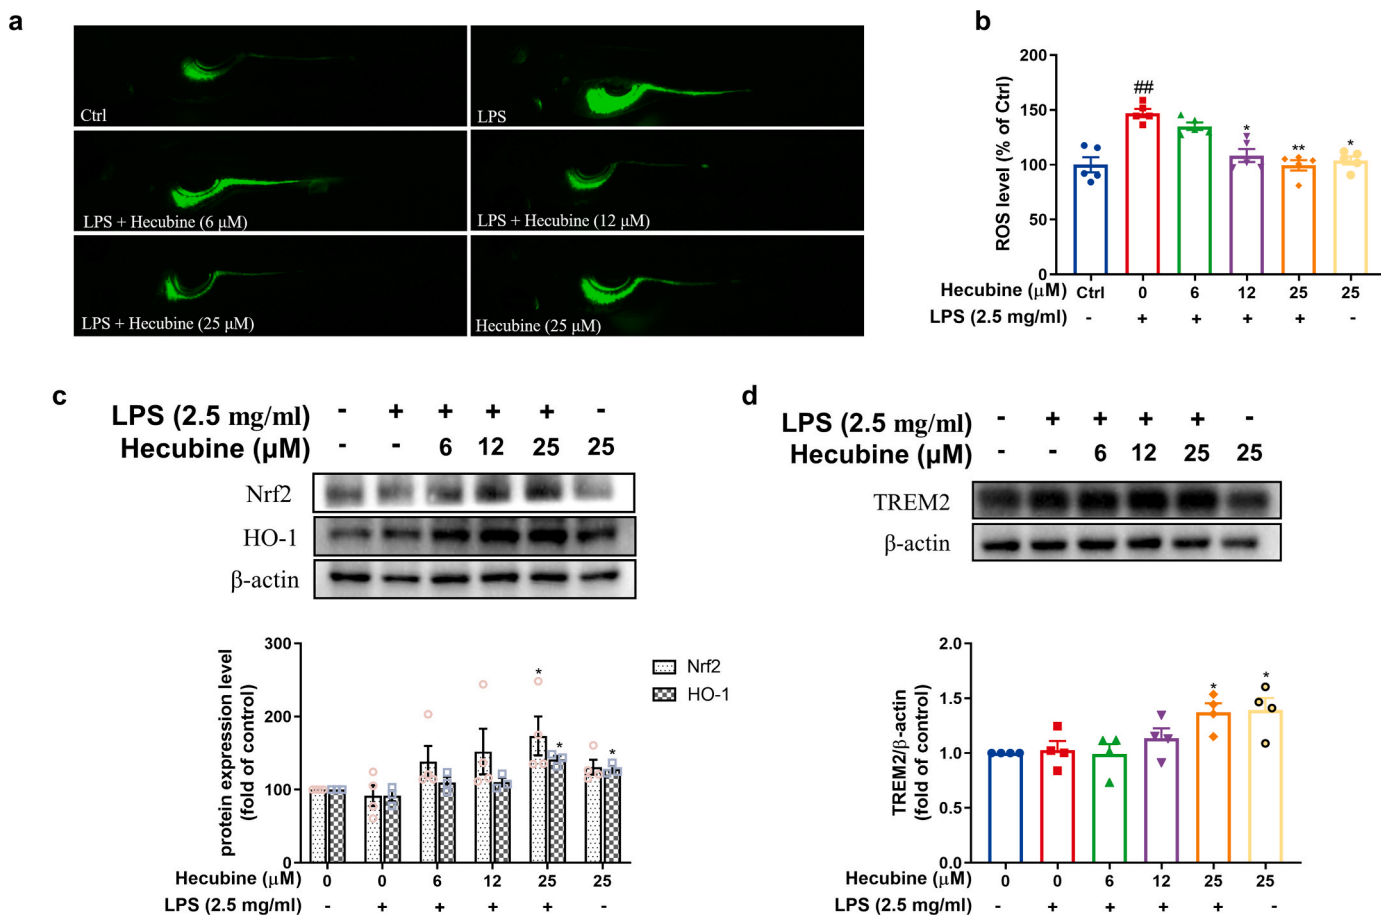 a
Ctrl
LPS
LPS + Hecubine (6 μM)
LPS + Hecubine (12 μM)
LPS + Hecubine (25 μM)
Hecubine (25 μM)
b
ROS level (% of Ctrl)
200
150
100
50
0
##
*
**
*
Hecubine (μM) Ctrl 0 6 12 25 25
LPS (2.5 mg/ml) - + + + + -
c
LPS (2.5 mg/ml) - + + + + -
Hecubine (μM) - - 6 12 25 25
Nrf2
HO-1
β-actin
protein expression level
(fold of control)
300
200
100
0
*
*
*
Nrf2
HO-1
Hecubine (μM) 0 0 6 12 25 25
LPS (2.5 mg/ml) - + + + + -
d
LPS (2.5 mg/ml) - + + + + -
Hecubine (μM) - - 6 12 25 25
TREM2
β-actin
TREM2/β-actin
(fold of control)
2.0
1.5
1.0
0.5
0.0
*
*
Hecubine (μM) 0 0 6 12 25 25
LPS (2.5 mg/ml) - + + + + -